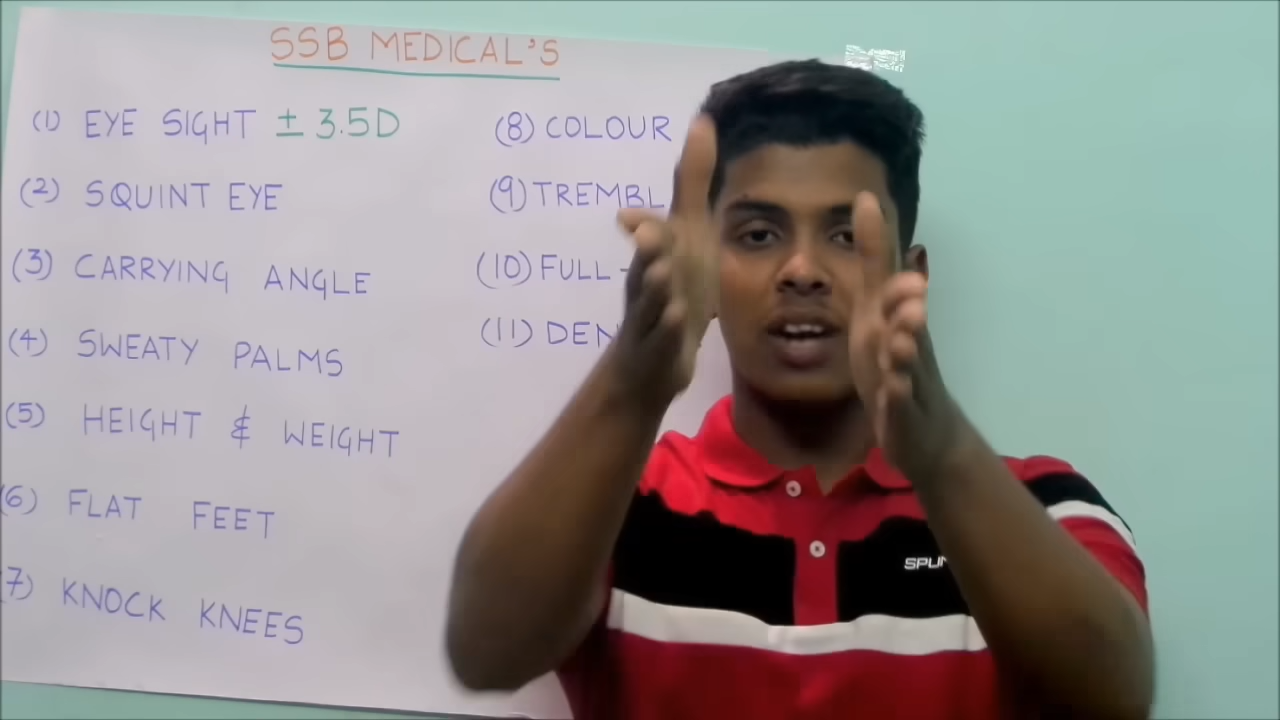 SSB MEDICAL'S
(1) EYE SIGHT ± 3.5D
(2) SQUINT EYE
(3) CARRYING ANGLE
(4) SWEATY PALMS
(5) HEIGHT & WEIGHT
(6) FLAT FEET
7) KNOCK KNEES
(8) COLOUR
(9) TREMBL
(10) FULL -
(11) DEN
SPUN